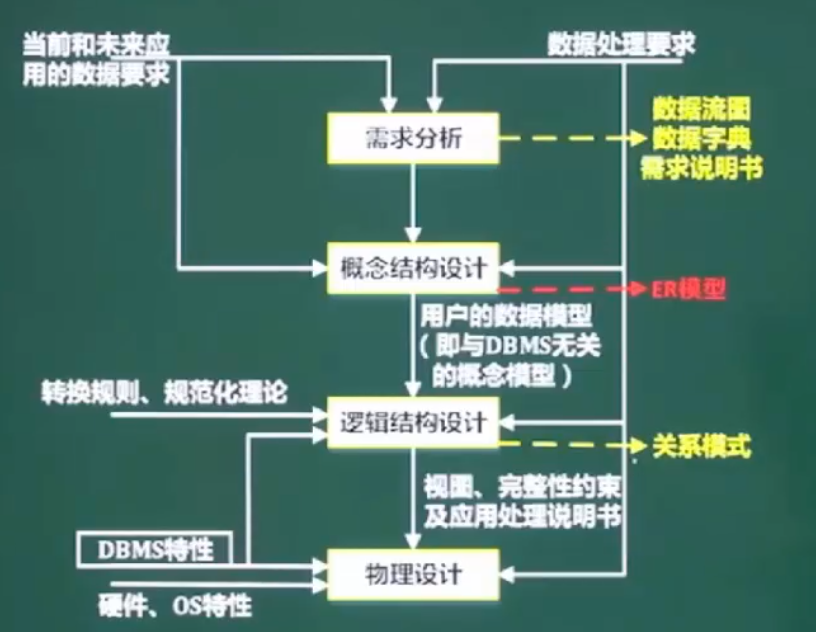 当前和未来应
用的数据要求
数据处理要求
需求分析
数据流图
数据字典
需求说明书
概念结构设计
ER模型
用户的数据模型
（即与DBMS无关
的概念模型）
转换规则、规范化理论
逻辑结构设计
关系模式
视图、完整性约束
及应用处理说明书
DBMS特性
物理设计
硬件、OS特性